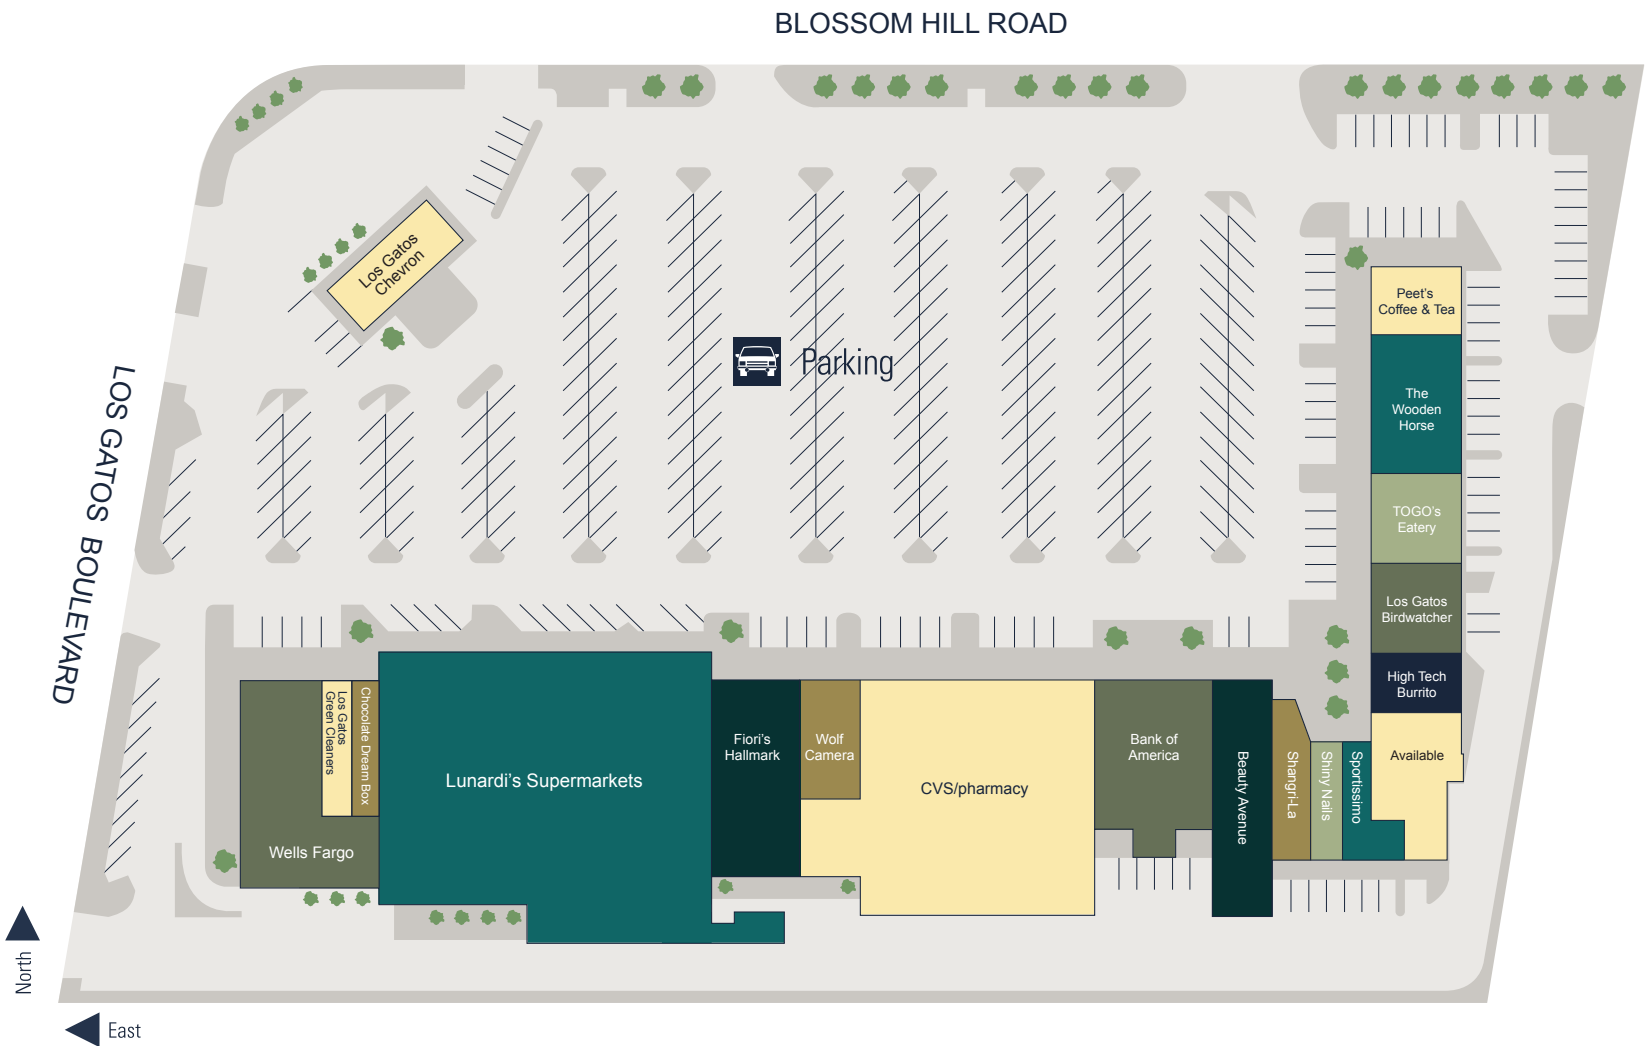 BLOSSOM HILL ROAD
Los Gatos
Chevron
Peet's
Coffee & Tea
Parking
The
Wooden
Horse
LOS GATOS BOULEVARD
TOGO's
Eatery
Los Gatos
Birdwatcher
High Tech
Burrito
Los Gatos
Green Cleaners
Chocolate Dream Box
Lunardi's Supermarkets
Fiori's
Hallmark
Wolf
Camera
CVS/pharmacy
Bank of
America
Beauty Avenue
Shangri-La
Shiny Nails
Sportissimo
Available
Wells Fargo
North
East